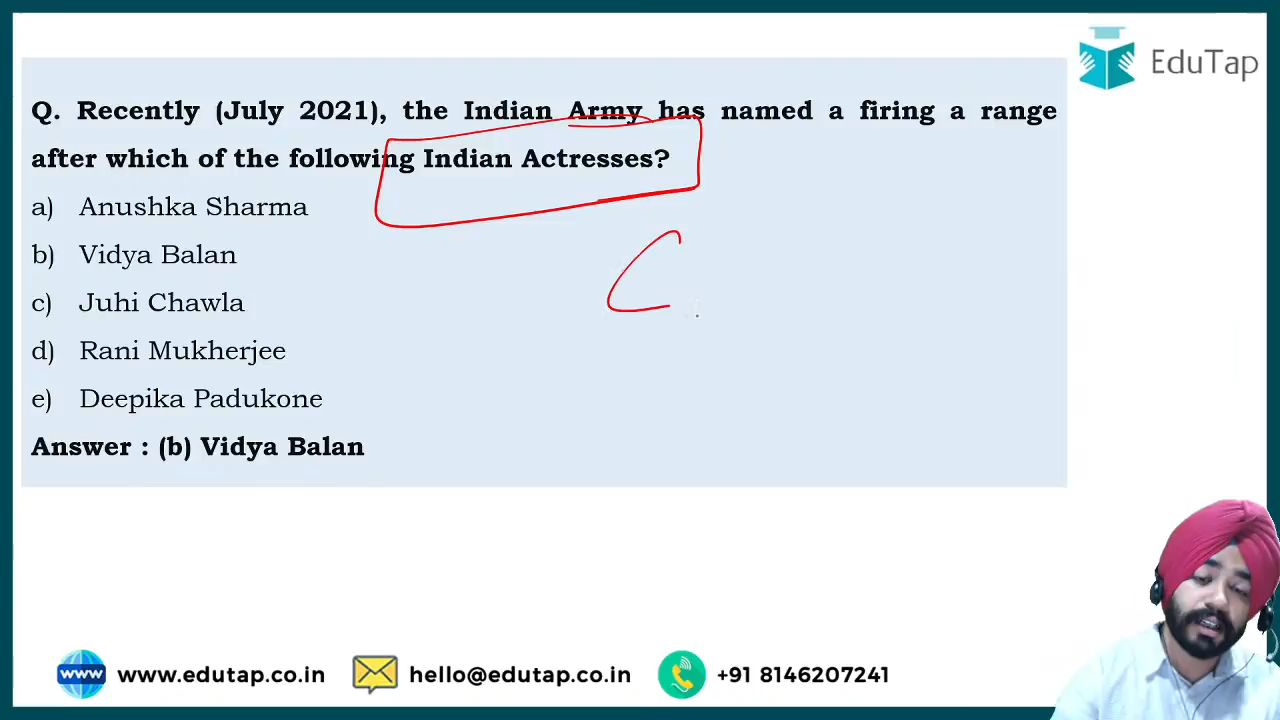 EduTap
Q. Recently (July 2021), the Indian Army has named a firing a range
after which of the following Indian Actresses?
a) Anushka Sharma
b) Vidya Balan
c) Juhi Chawla
d) Rani Mukherjee
e) Deepika Padukone
Answer : (b) Vidya Balan
www www.edutap.co.in hello@edutap.co.in +91 8146207241